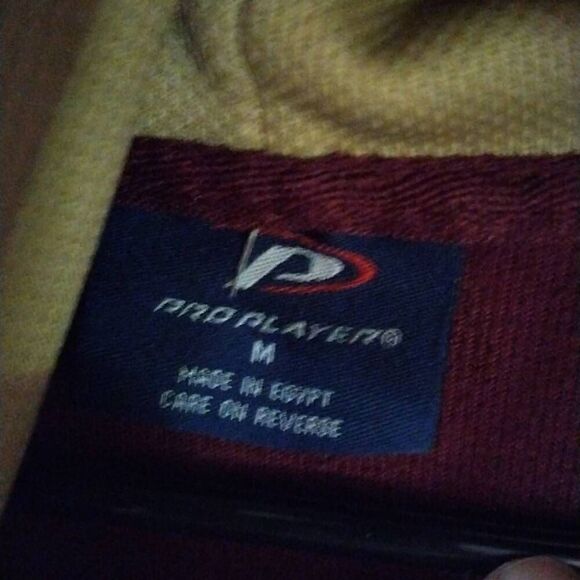 P
PRO PLAYER®
M
MADE IN EGYPT
CARE ON REVERSE